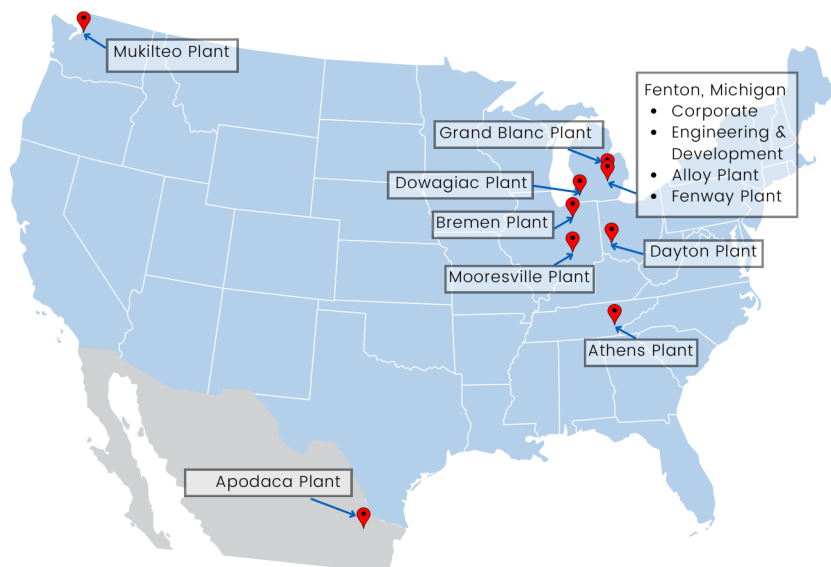 Mukilteo Plant
Fenton, Michigan
• Corporate
• Engineering &
Development
• Alloy Plant
• Fenway Plant
Grand Blanc Plant
Dowagiac Plant
Bremen Plant
Dayton Plant
Mooresville Plant
Athens Plant
Apodaca Plant